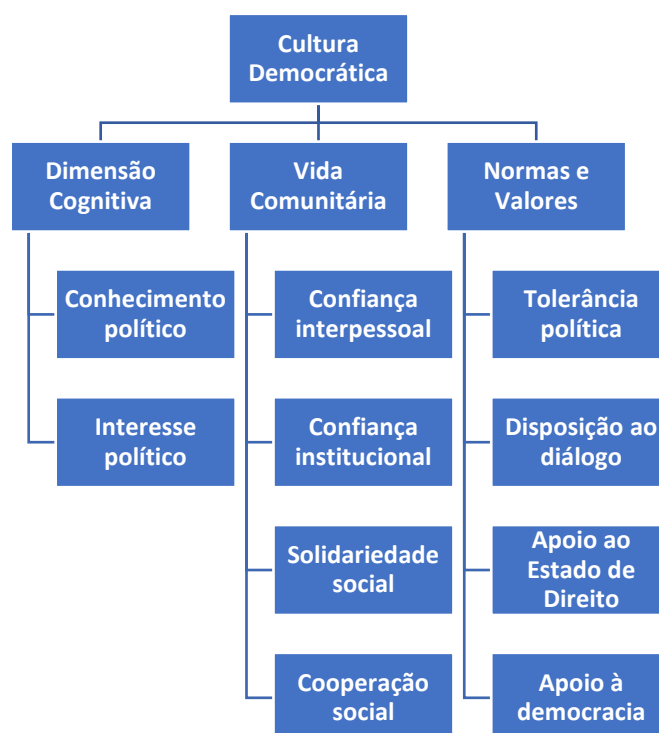 Cultura
Democrática
Dimensão
Cognitiva
Vida
Comunitária
Normas e
Valores
Conhecimento
político
Confiança
interpessoal
Tolerância
política
Interesse
político
Confiança
institucional
Disposição ao
diálogo
Solidariedade
social
Apoio ao
Estado de
Direito
Cooperação
social
Apoio à
democracia